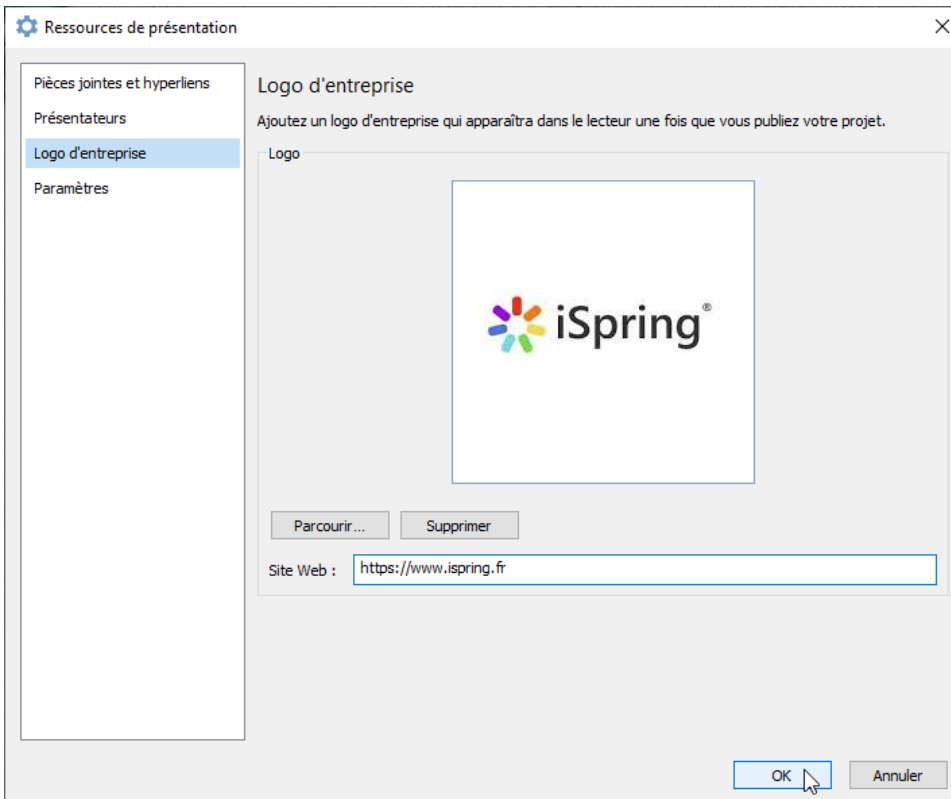 Ressources de présentation
Pièces jointes et hyperliens
Présentateurs
Logo d'entreprise
Paramètres
Logo d'entreprise
Ajoutez un logo d'entreprise qui apparaîtra dans le lecteur une fois que vous publiez votre projet.
Logo
iSpring®
Parcourir... Supprimer
Site Web : https://www.ispring.fr
OK Annuler